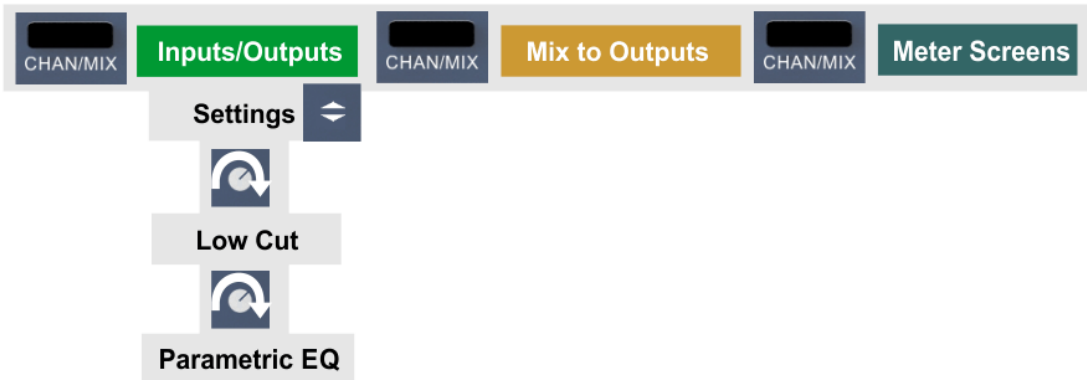 CHAN/MIX Inputs/Outputs CHAN/MIX Mix to Outputs CHAN/MIX Meter Screens
Settings
Low Cut
Parametric EQ